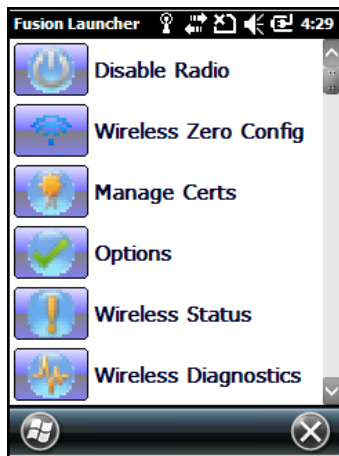 Fusion Launcher 4:29
Disable Radio
Wireless Zero Config
Manage Certs
Options
Wireless Status
Wireless Diagnostics